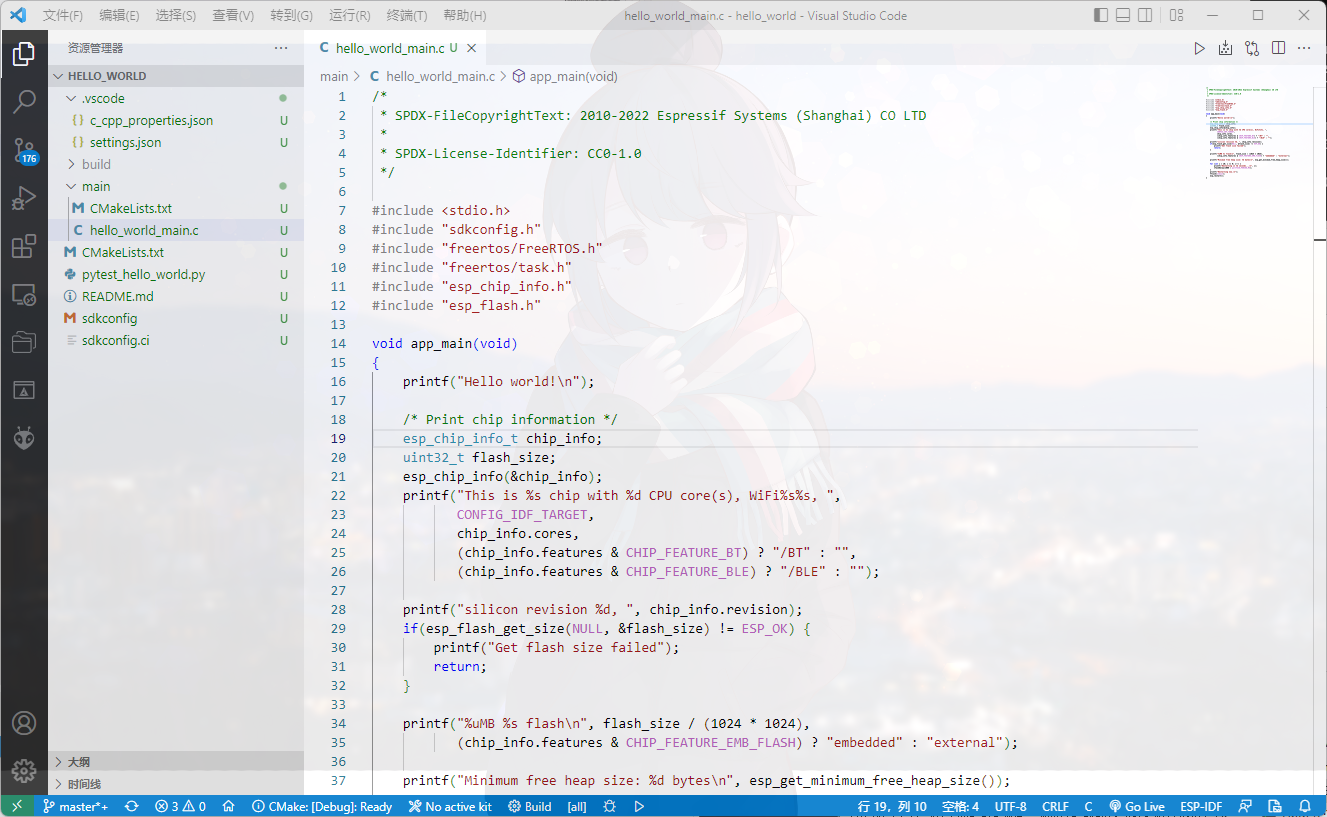 文件(F) 编辑(E) 选择(S) 查看(V) 转到(G) 运行(R) 终端(T) 帮助(H) hello_world_main.c - hello_world - Visual Studio Code
资源管理器 ···
HELLO_WORLD
.vscode
c_cpp_properties.json U
settings.json U
build
main
CMakeLists.txt U
C hello_world_main.c U
CMakeLists.txt U
pytest_hello_world.py U
README.md U
sdkconfig U
sdkconfig.ci U
大纲
时间线
176
C hello_world_main.c U
main > C hello_world_main.c > app_main(void)
1 /*
2 * SPDX-FileCopyrightText: 2010-2022 Espressif Systems (Shanghai) CO LTD
3 *
4 * SPDX-License-Identifier: CC0-1.0
5 */
6
7 #include <stdio.h>
8 #include "sdkconfig.h"
9 #include "freertos/FreeRTOS.h"
10 #include "freertos/task.h"
11 #include "esp_chip_info.h"
12 #include "esp_flash.h"
13
14 void app_main(void)
15 {
16 printf("Hello world!\n");
17
18 /* Print chip information */
19 esp_chip_info_t chip_info;
20 uint32_t flash_size;
21 esp_chip_info(&chip_info);
22 printf("This is %s chip with %d CPU core(s), WiFi%s%s, ",
23 CONFIG_IDF_TARGET,
24 chip_info.cores,
25 (chip_info.features & CHIP_FEATURE_BT) ? "/BT" : "",
26 (chip_info.features & CHIP_FEATURE_BLE) ? "/BLE" : "");
27
28 printf("silicon revision %d, ", chip_info.revision);
29 if(esp_flash_get_size(NULL, &flash_size) != ESP_OK) {
30 printf("Get flash size failed");
31 return;
32 }
33
34 printf("%uMB %s flash\n", flash_size / (1024 * 1024),
35 (chip_info.features & CHIP_FEATURE_EMB_FLASH) ? "embedded" : "external");
36
37 printf("Minimum free heap size: %d bytes\n", esp_get_minimum_free_heap_size());
master*+ 3 0 CMake: [Debug]: Ready No active kit Build [all] 行 19，列 10 空格: 4 UTF-8 CRLF C Go Live ESP-IDF